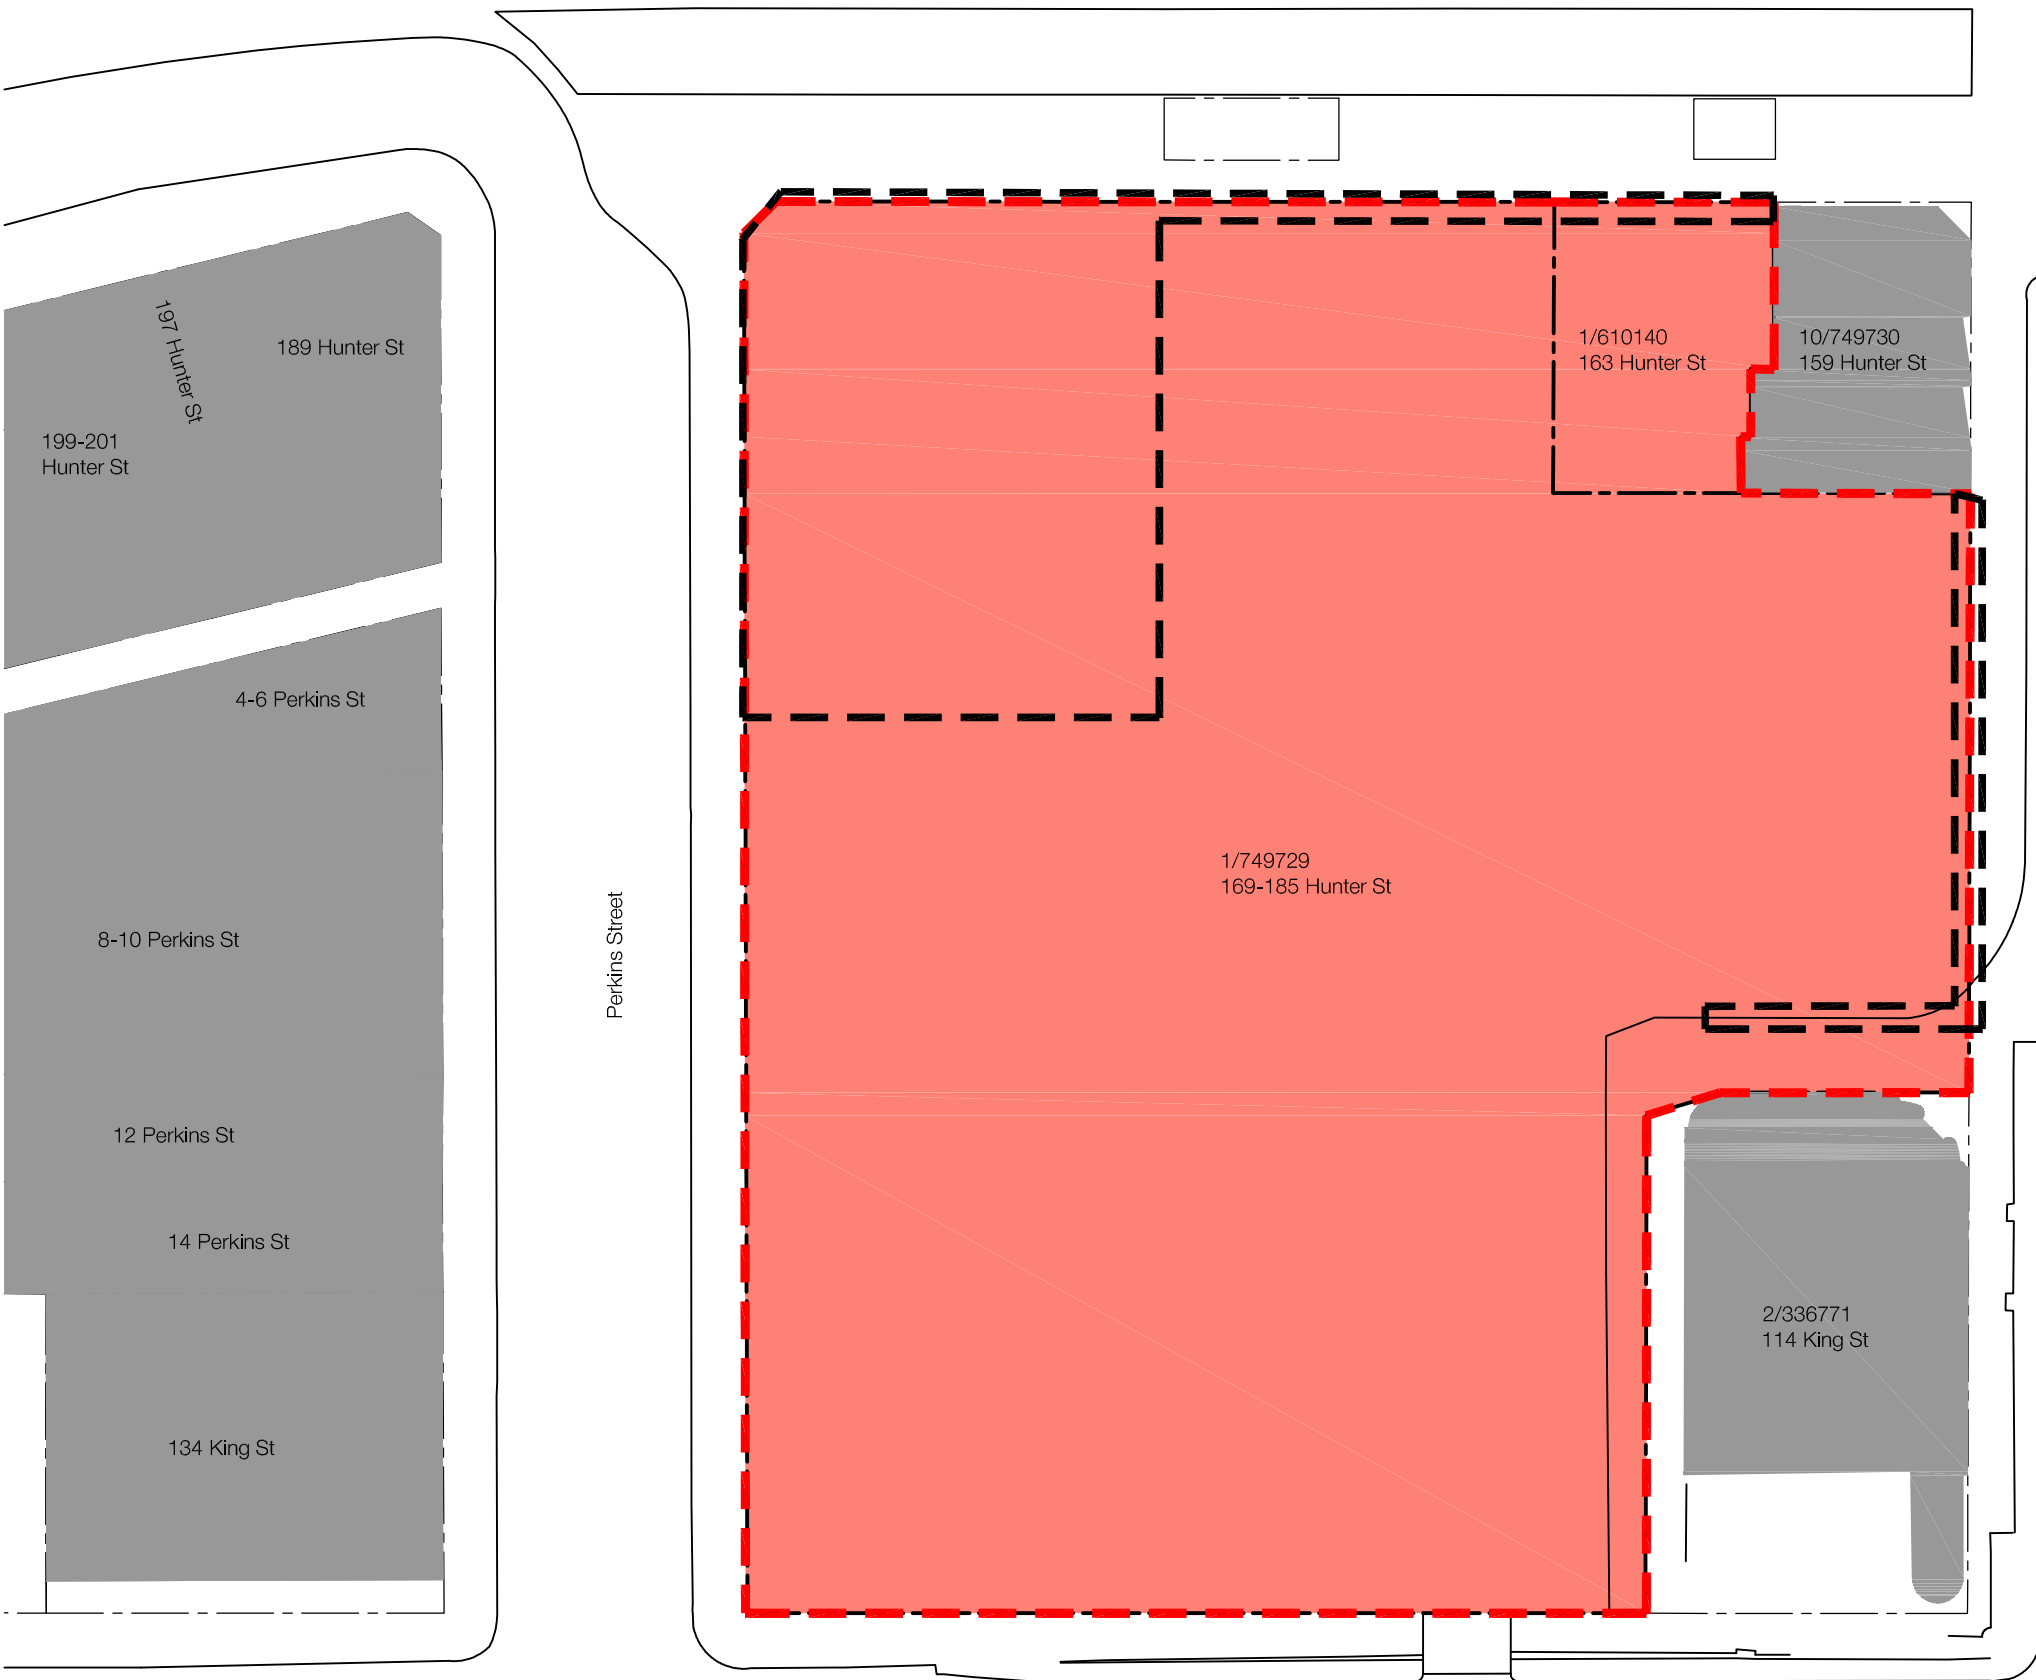 197 Hunter St
189 Hunter St
199-201
Hunter St
4-6 Perkins St
8-10 Perkins St
12 Perkins St
14 Perkins St
134 King St
Perkins Street
1/610140
163 Hunter St
10/749730
159 Hunter St
1/749729
169-185 Hunter St
2/336771
114 King St